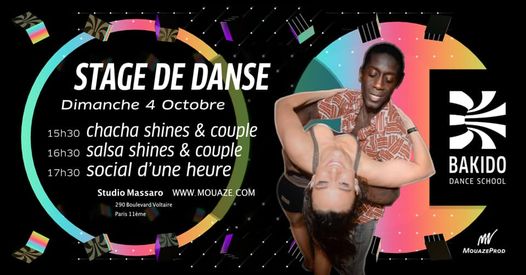 STAGE DE DANSE
Dimanche 4 Octobre
15h30 chacha shines & couple
16h30 salsa shines & couple
17h30 social d'une heure
Studio Massaro WWW.MOUAZE.COM
290 Boulevard Voltaire
Paris 11ème
BAKIDO
DANCE SCHOOL
MouazeProd